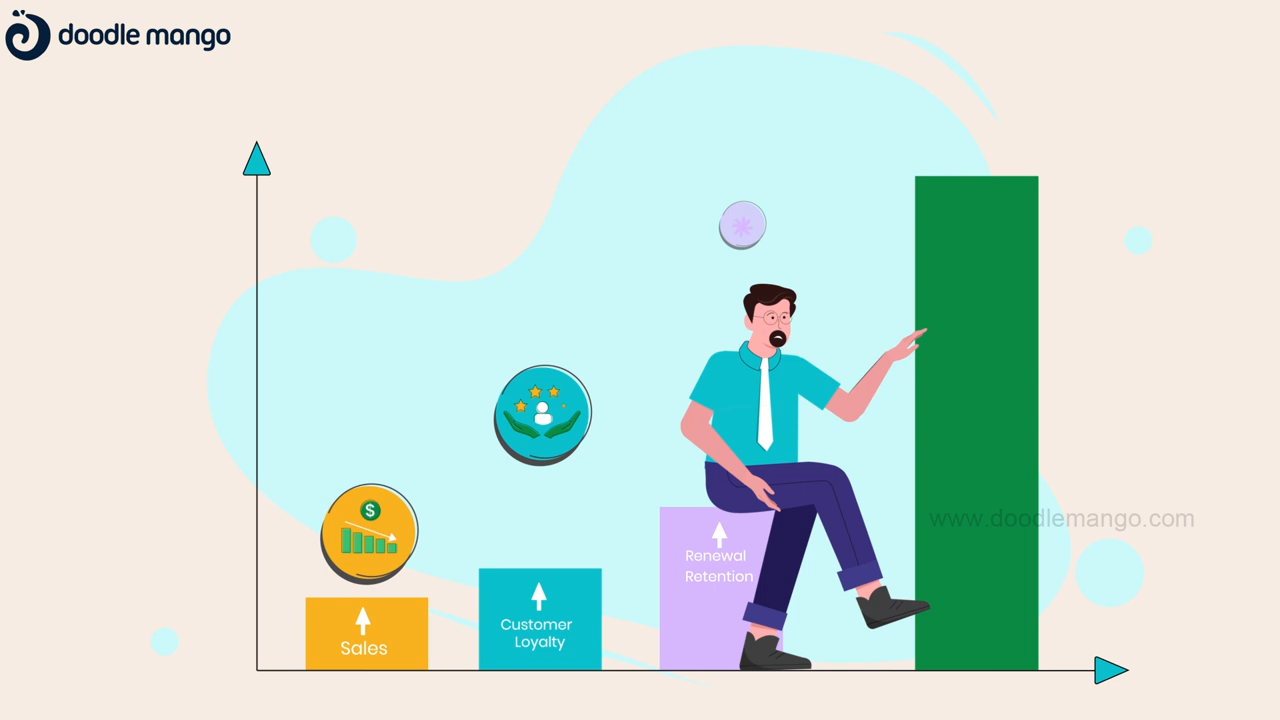 doodle mango
$
Renewal
Retention
www.doodlemango.com
Customer
Loyalty
Sales